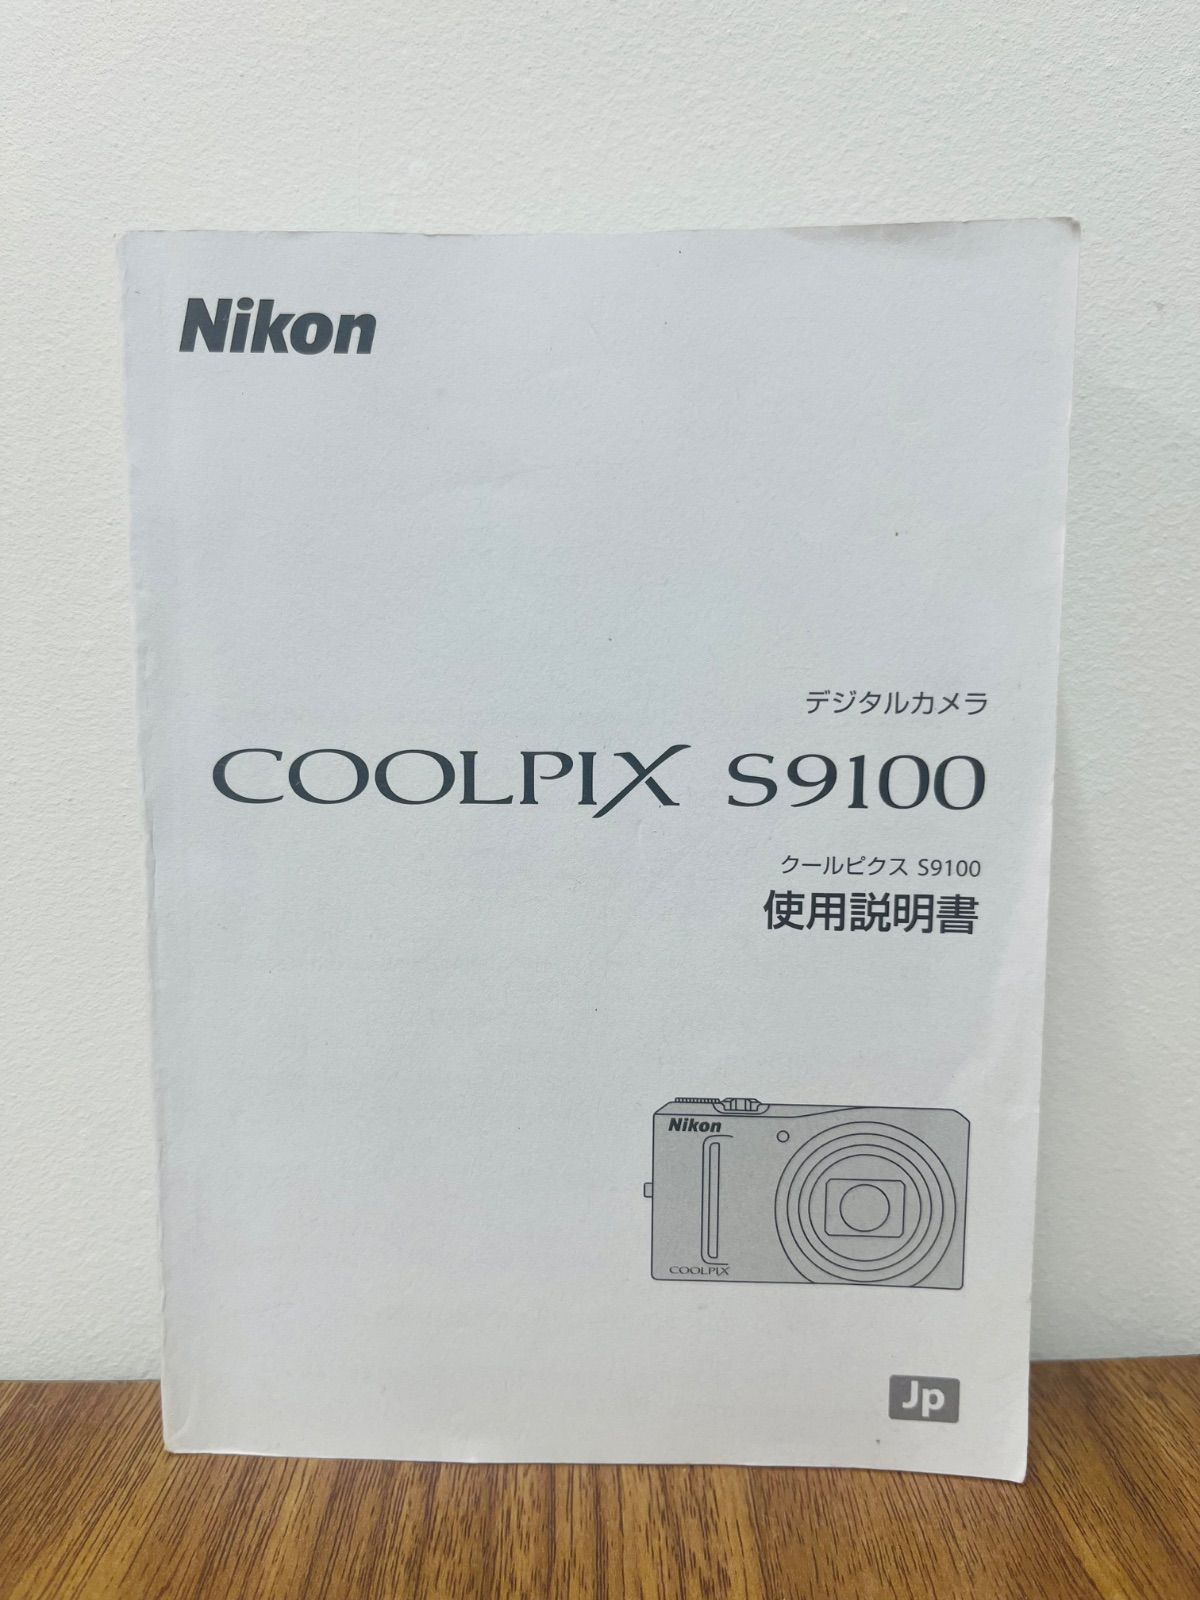 Nikon
デジタルカメラ
COOLPIX S9100
クールピクス S9100
使用説明書
Nikon
COOLPIX
Jp